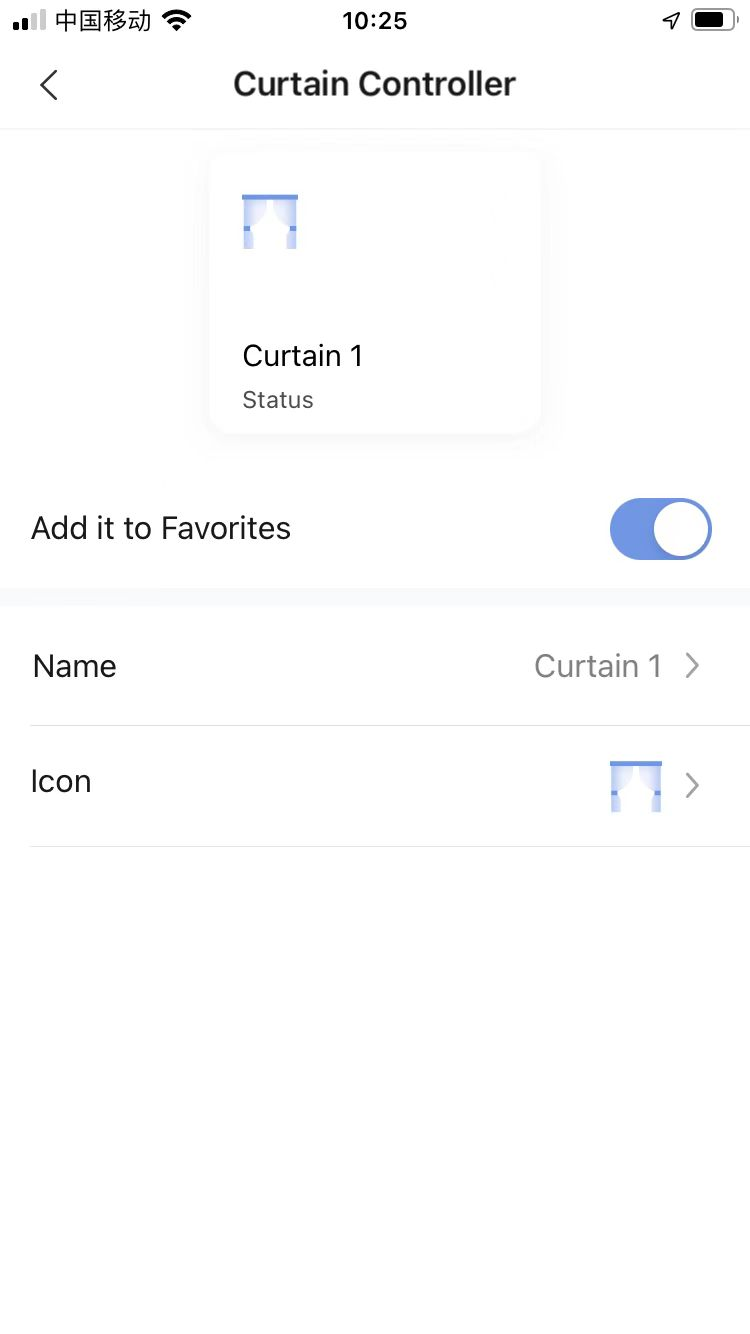 中国移动 10:25
Curtain Controller
Curtain 1
Status
Add it to Favorites
Name Curtain 1
Icon